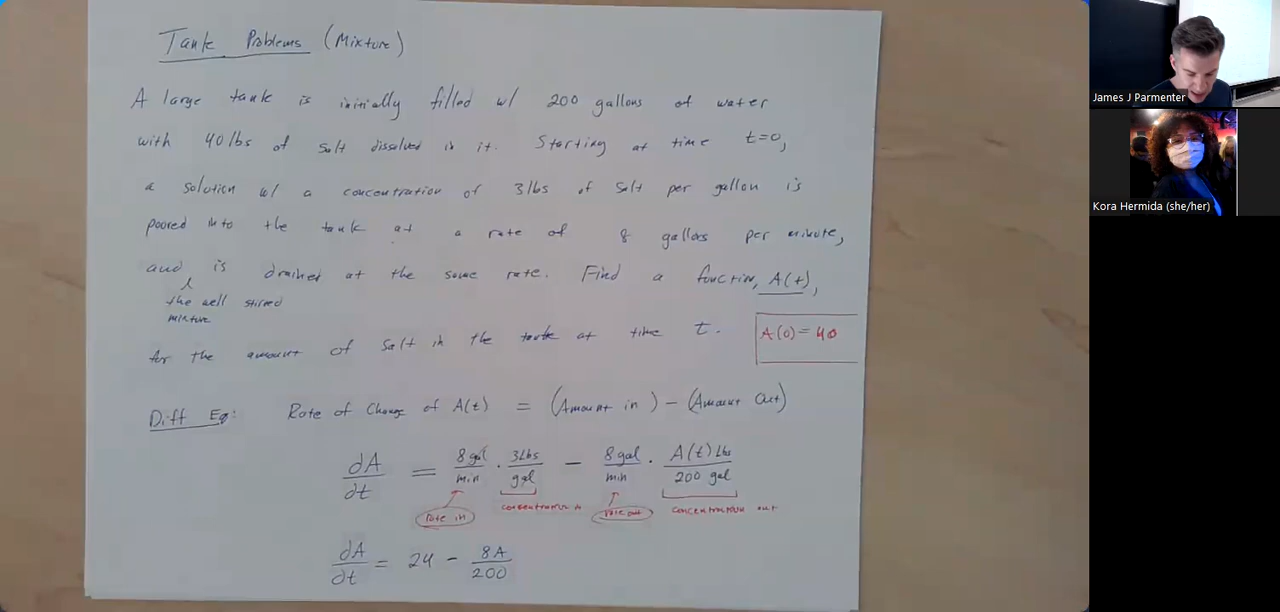 Tank Problems (Mixture)
A large tank is initially filled w/ 200 gallons of water
with 40 lbs of salt dissolved in it. Starting at time t=0,
a solution w/ a concentration of 3 lbs of salt per gallon is
poored into the tank at a rate of 8 gallons per minute,
and is drained at the same rate. Find a function, A(t),
the well stirred
mixture
for the amount of salt in the tank at time t.
A(0) = 40
Diff Eq: Rate of Change of A(t) = (Amount in) - (Amount Out)
dA/dt = 8 gal/min · 3 Lbs/gal - 8 gal/min · A(t) Lbs/200 gal
rate in concentration in rate out concentration out
dA/dt = 24 - 8A/200
James J Parmenter
Kora Hermida (she/her)